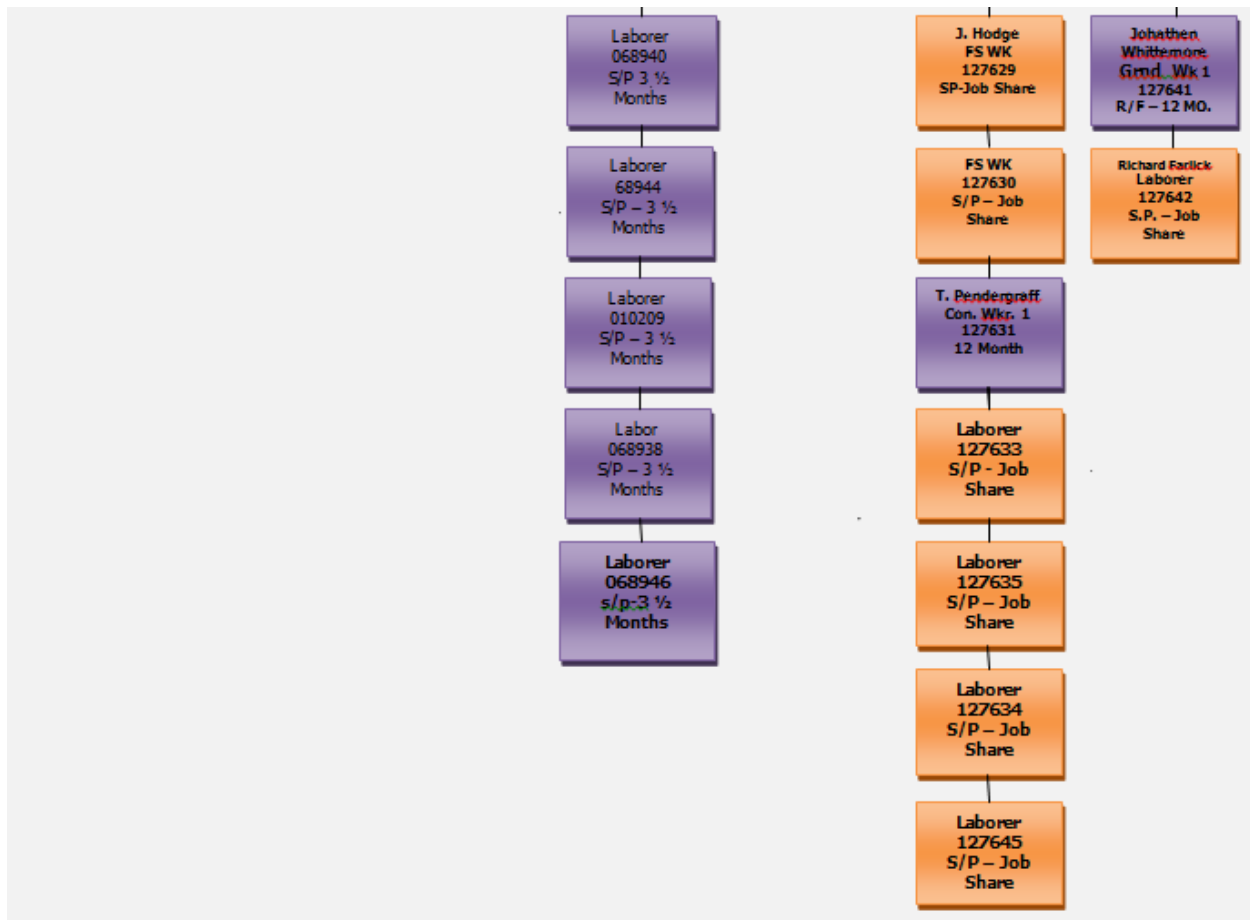 Laborer
068940
S/P 3 ½
Months
Laborer
68944
S/P – 3 ½
Months
Laborer
010209
S/P – 3 ½
Months
Labor
068938
S/P – 3 ½
Months
Laborer
068946
s/p-3 ½
Months
J. Hodge
FS WK
127629
SP-Job Share
FS WK
127630
S/P – Job
Share
T. Pendergraff
Con. Wkr. 1
127631
12 Month
Laborer
127633
S/P - Job
Share
Laborer
127635
S/P – Job
Share
Laborer
127634
S/P – Job
Share
Laborer
127645
S/P – Job
Share
Johathen
Whittemore
Grnd Wk 1
127641
R/F – 12 MO.
Richard Earlick
Laborer
127642
S.P. – Job
Share